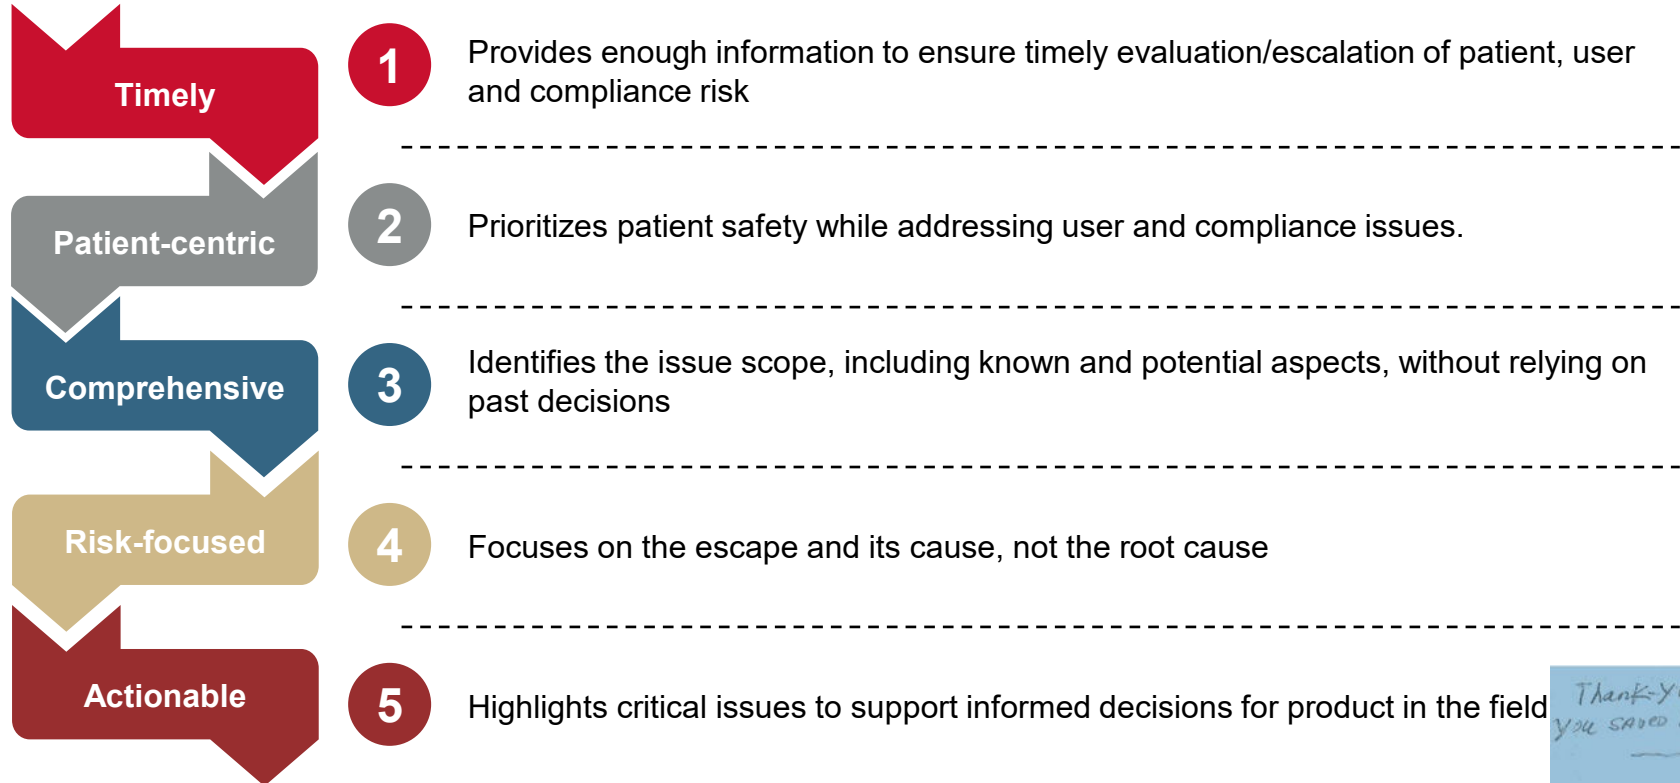 Timely
1
Provides enough information to ensure timely evaluation/escalation of patient, user
and compliance risk
Patient-centric
2
Prioritizes patient safety while addressing user and compliance issues.
Comprehensive
3
Identifies the issue scope, including known and potential aspects, without relying on
past decisions
Risk-focused
4
Focuses on the escape and its cause, not the root cause
Actionable
5
Highlights critical issues to support informed decisions for product in the field
you saved